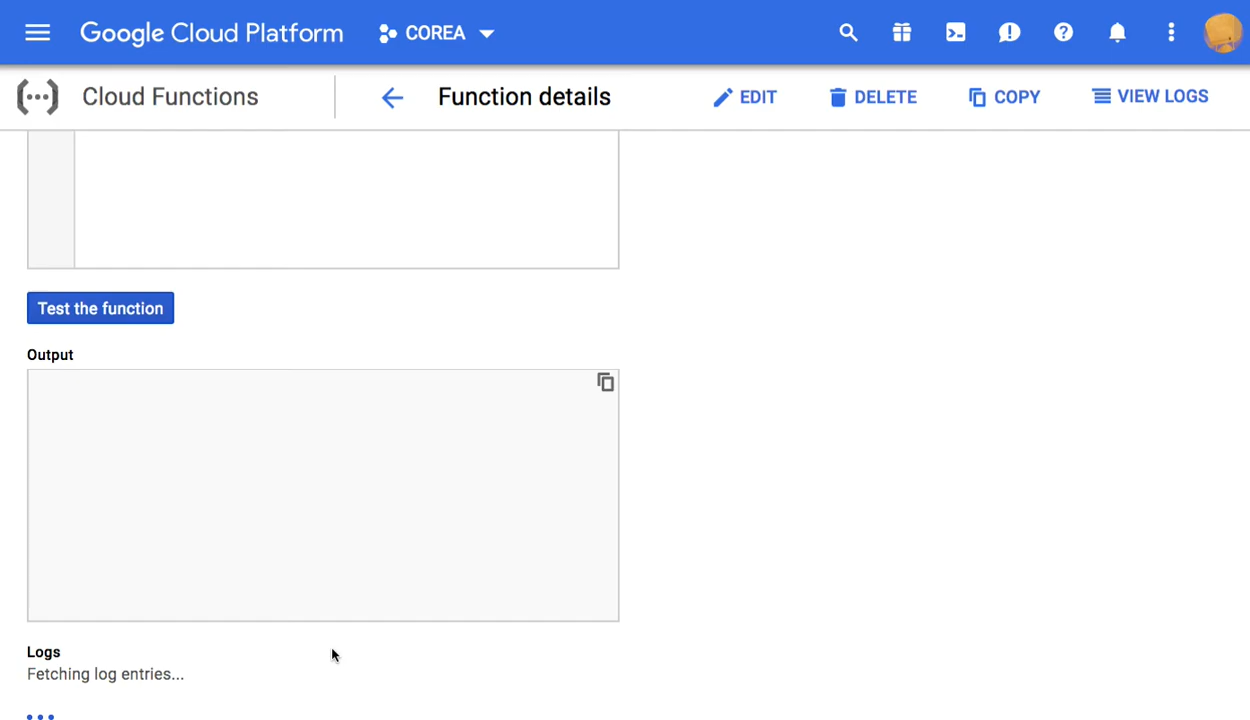 Google Cloud Platform COREA
Cloud Functions Function details EDIT DELETE COPY VIEW LOGS
Test the function
Output
Logs
Fetching log entries...